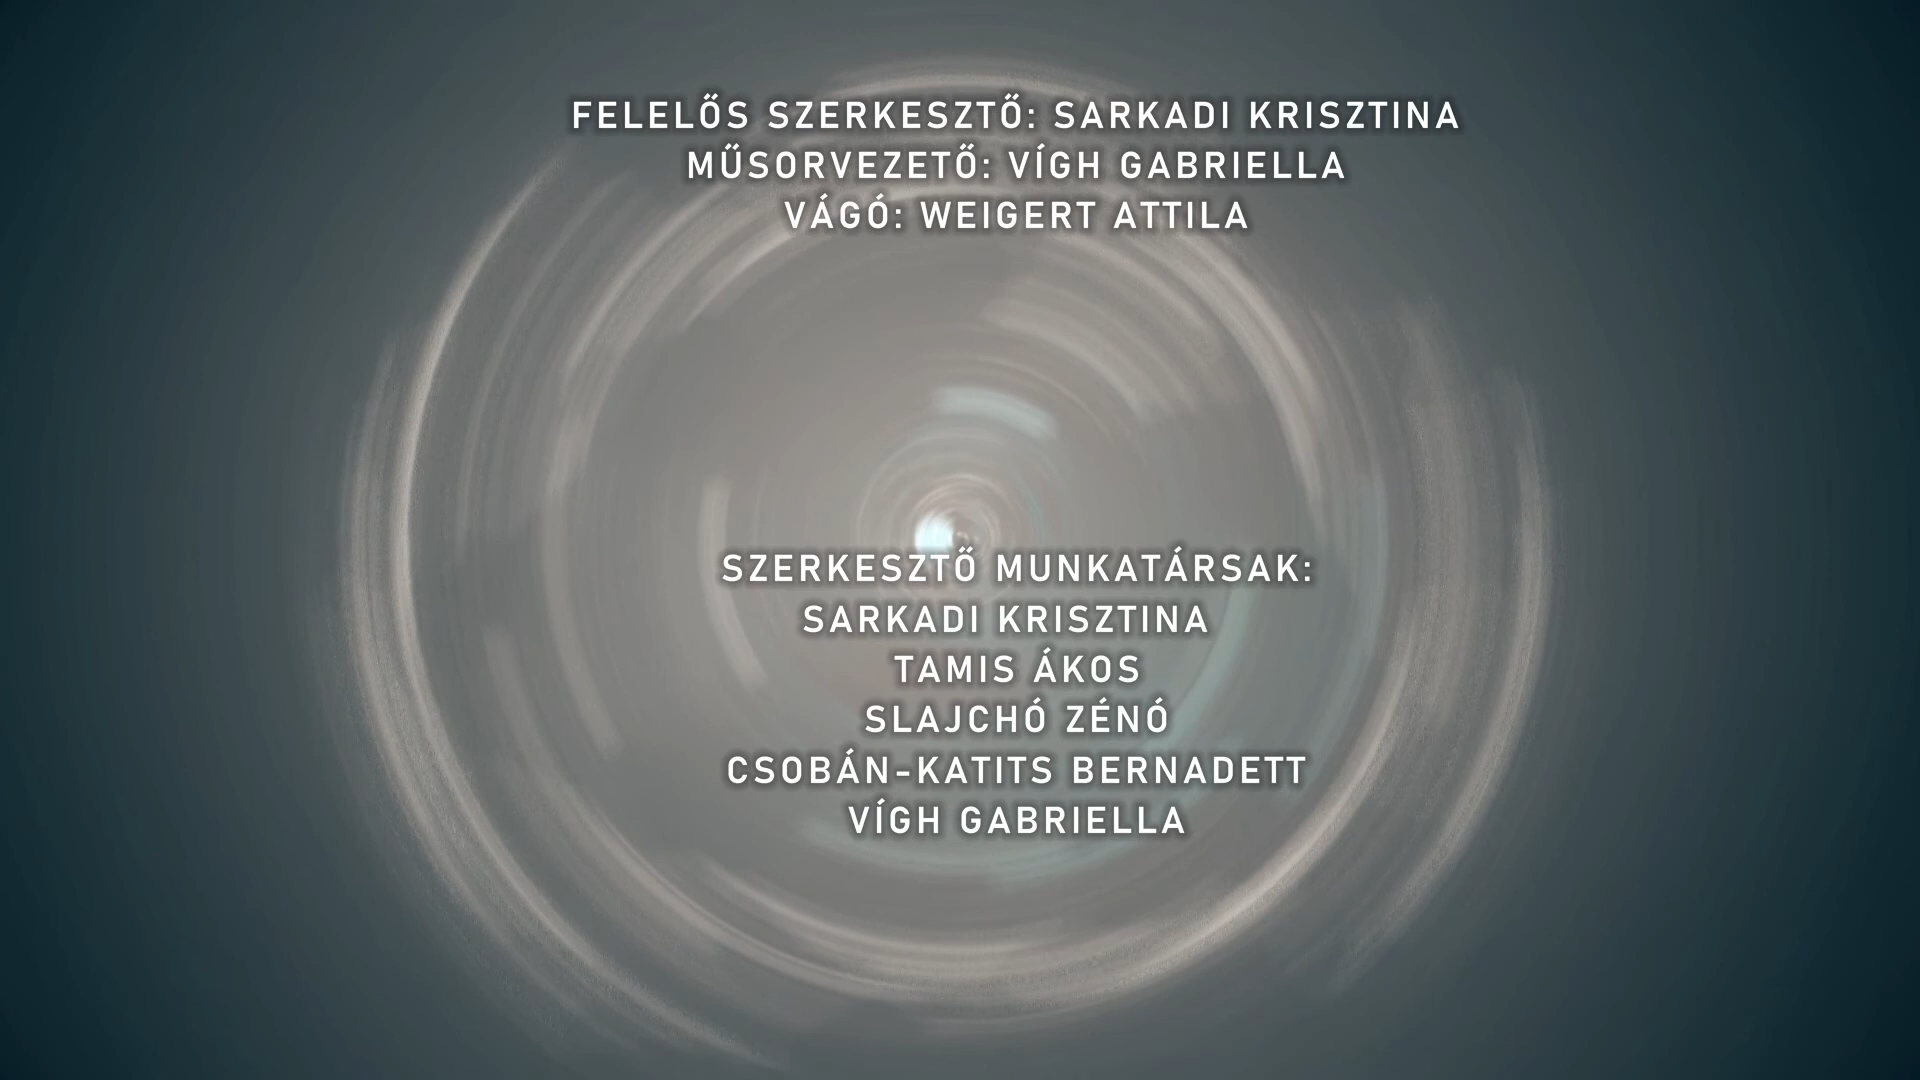 FELELŐS SZERKESZTŐ: SARKADI KRISZTINA
MŰSORVEZETŐ: VÍGH GABRIELLA
VÁGÓ: WEIGERT ATTILA
SZERKESZTŐ MUNKATÁRSAK:
SARKADI KRISZTINA
TAMIS ÁKOS
SLAJCHÓ ZÉNÓ
CSOBÁN-KATITS BERNADETT
VÍGH GABRIELLA